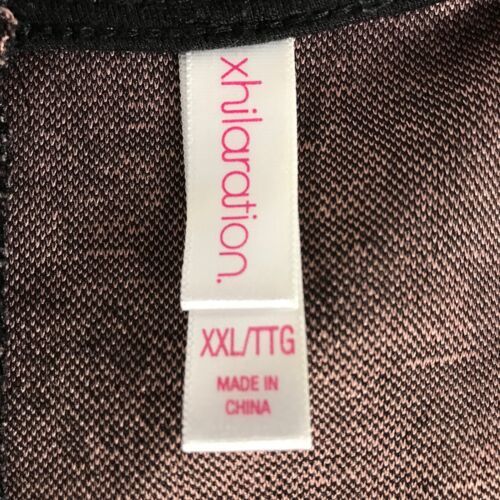 xhilaration.
XXL/TTG
MADE IN
CHINA